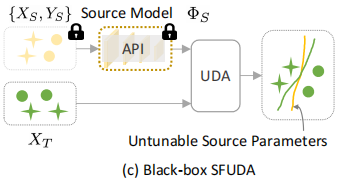 {X_S, Y_S} Source Model Φ_S
API
UDA
X_T
Untunable Source Parameters
(c) Black-box SFUDA